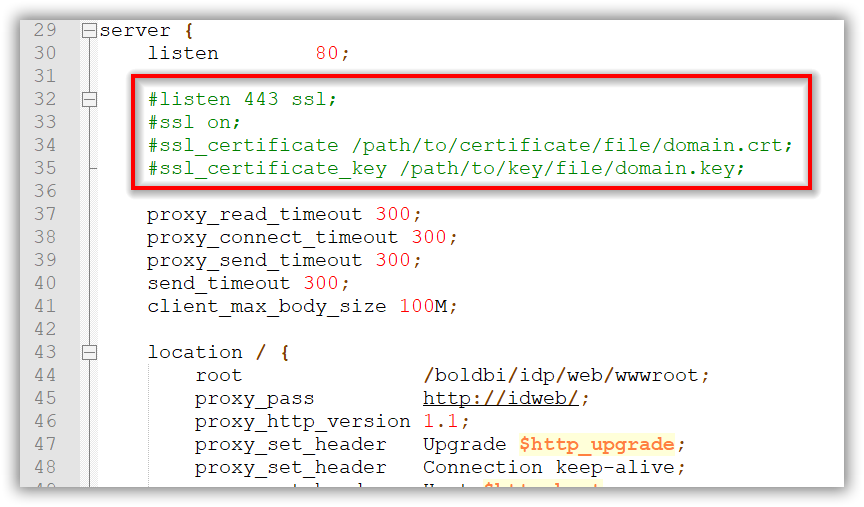 29 server {
30 listen 80;
31
32 #listen 443 ssl;
33 #ssl on;
34 #ssl_certificate /path/to/certificate/file/domain.crt;
35 #ssl_certificate_key /path/to/key/file/domain.key;
36
37 proxy_read_timeout 300;
38 proxy_connect_timeout 300;
39 proxy_send_timeout 300;
40 send_timeout 300;
41 client_max_body_size 100M;
42
43 location / {
44 root /boldbi/idp/web/wwwroot;
45 proxy_pass http://idweb/;
46 proxy_http_version 1.1;
47 proxy_set_header Upgrade $http_upgrade;
48 proxy_set_header Connection keep-alive;